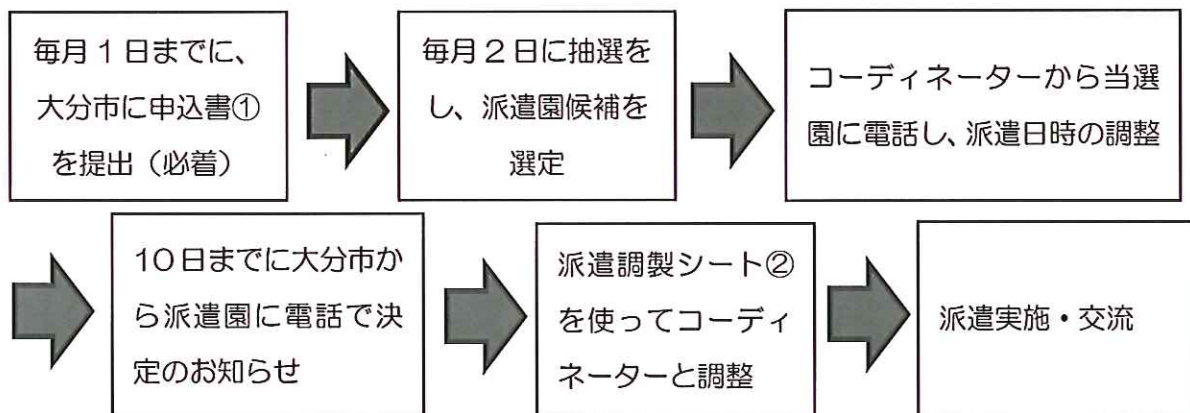 毎月1日までに、
大分市に申込書①
を提出（必着）
毎月２日に抽選を
し、派遣園候補を
選定
コーディネーターから当選
園に電話し、派遣日時の調整
10日までに大分市か
ら派遣園に電話で決
定のお知らせ
派遣調製シート②
を使ってコーディ
ネーターと調整
派遣実施・交流